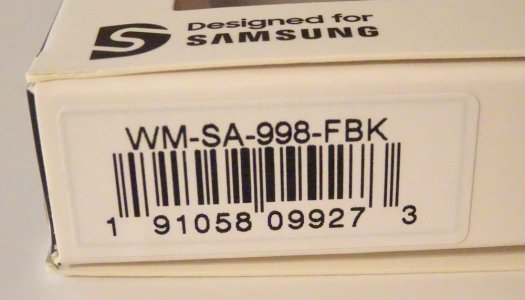 Designed for
SAMSUNG
WM-SA-998-FBK
1 91058 09927 3